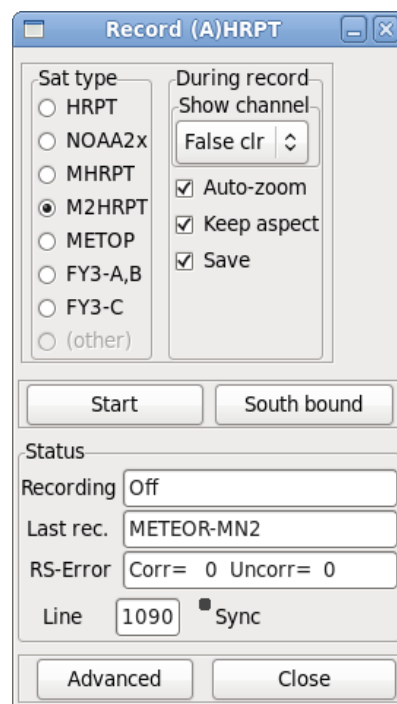 Record (A)HRPT
Sat type
HRPT
NOAA2x
MHRPT
M2HRPT
METOP
FY3-A,B
FY3-C
(other)
During record
Show channel
False clr
Auto-zoom
Keep aspect
Save
Start
South bound
Status
Recording Off
Last rec. METEOR-MN2
RS-Error Corr= 0 Uncorr= 0
Line 1090 Sync
Advanced
Close